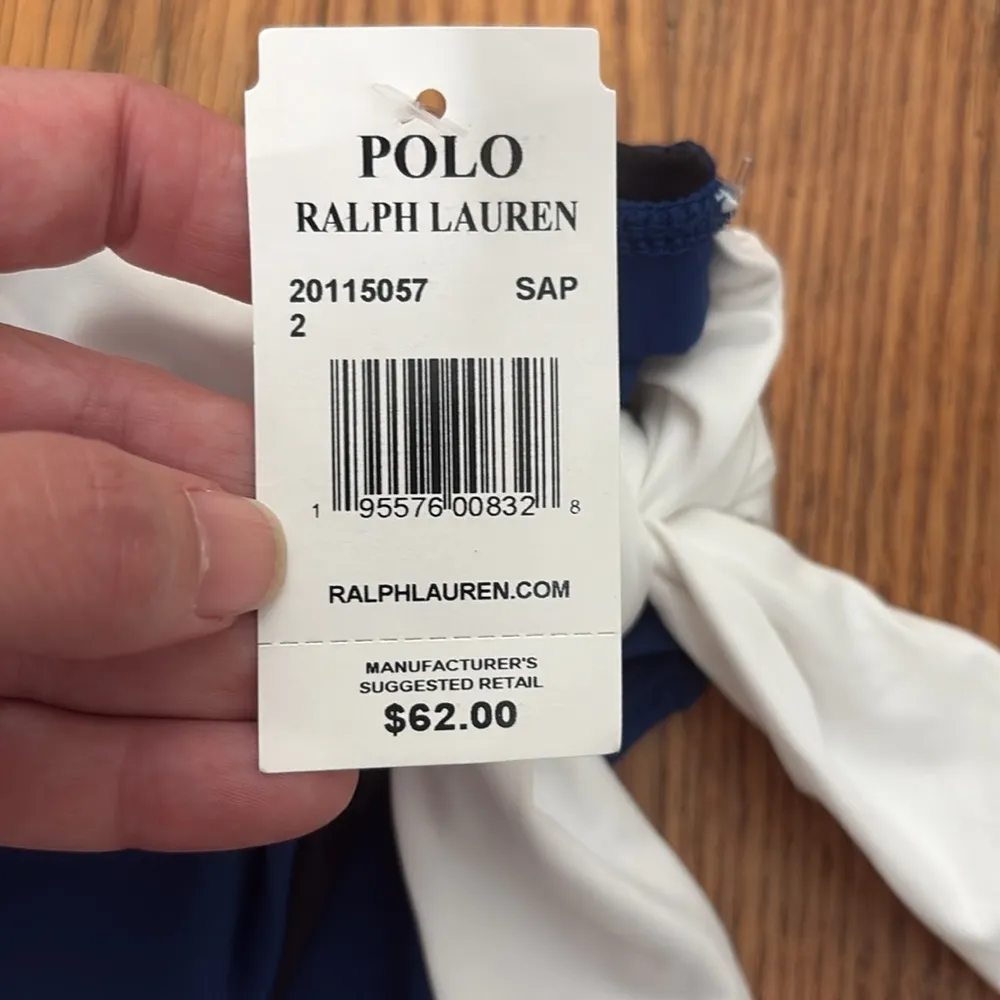 POLO
RALPH LAUREN
20115057 SAP
2
1 95576 00832 8
RALPHLAUREN.COM
MANUFACTURER'S
SUGGESTED RETAIL
$62.00